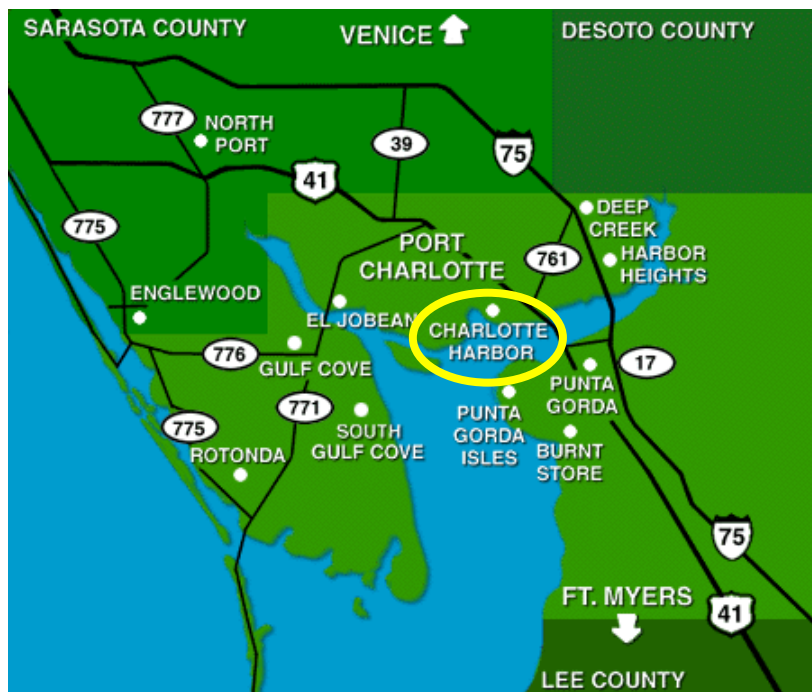 SARASOTA COUNTY
VENICE
DESOTO COUNTY
777
NORTH
PORT
39
75
41
775
DEEP
CREEK
PORT
CHARLOTTE
761
HARBOR
HEIGHTS
ENGLEWOOD
EL JOBEAN
CHARLOTTE
HARBOR
776
GULF COVE
17
PUNTA
GORDA
771
PUNTA
GORDA
ISLES
775
SOUTH
GULF COVE
BURNT
STORE
ROTONDA
75
FT. MYERS
41
LEE COUNTY